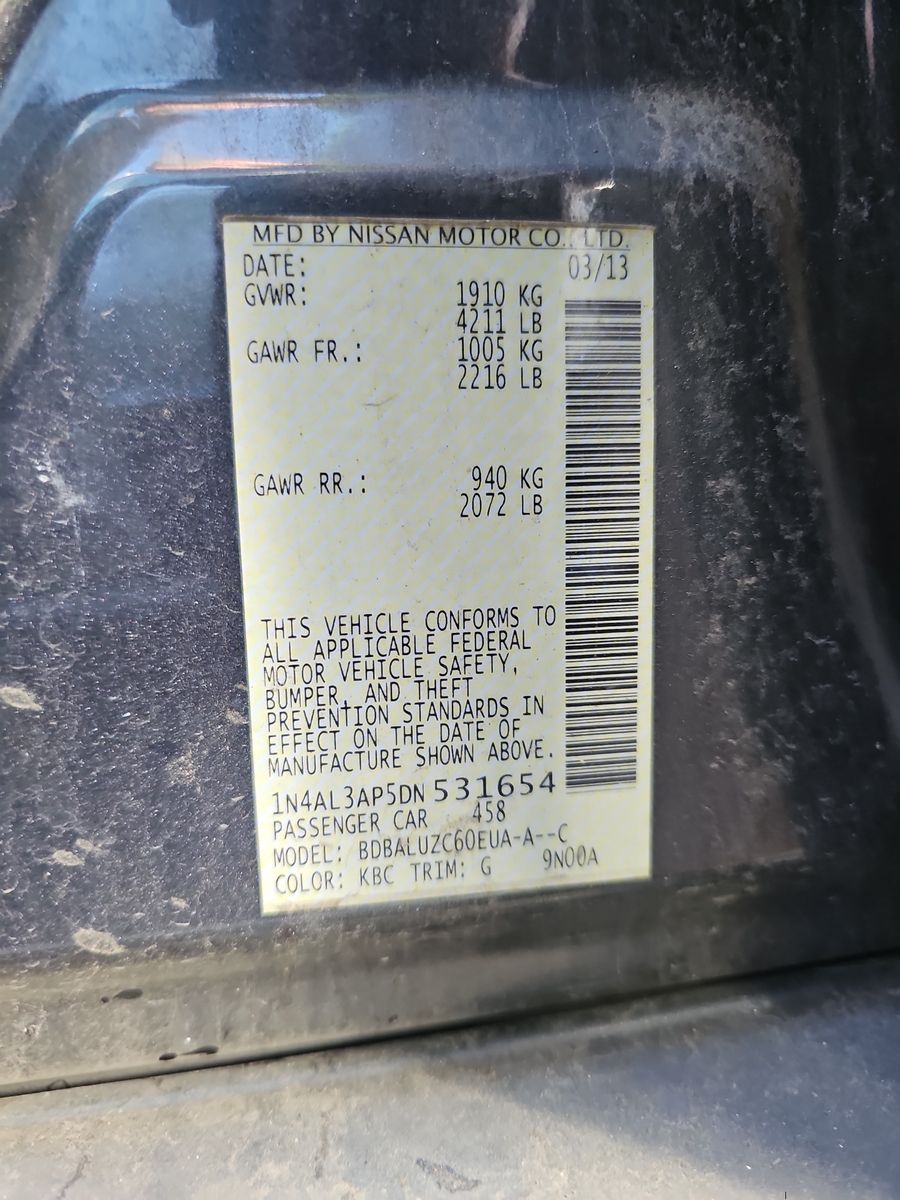 MFD BY NISSAN MOTOR CO., LTD.
DATE: 03/13
GVWR: 1910 KG
4211 LB
GAWR FR.: 1005 KG
2216 LB
GAWR RR.: 940 KG
2072 LB
THIS VEHICLE CONFORMS TO
ALL APPLICABLE FEDERAL
MOTOR VEHICLE SAFETY,
BUMPER, AND THEFT
PREVENTION STANDARDS IN
EFFECT ON THE DATE OF
MANUFACTURE SHOWN ABOVE.
1N4AL3AP5DN531654
PASSENGER CAR 458
MODEL: BDBALUZC60EUA-A--C
COLOR: KBC TRIM: G 9N00A